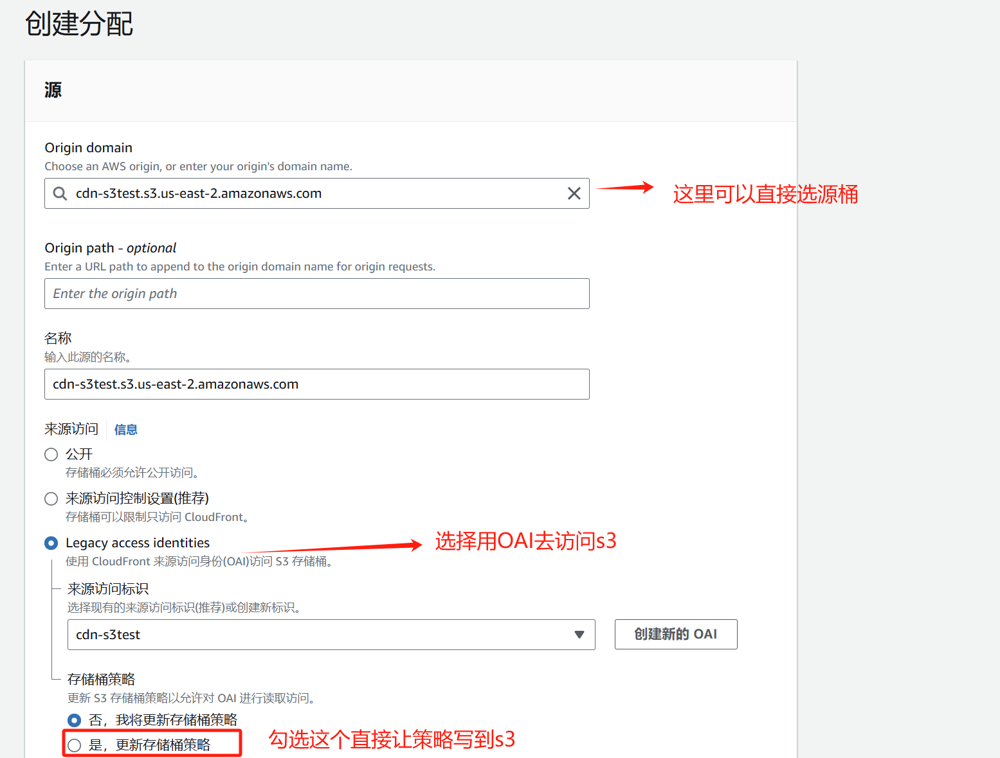 创建分配
源
Origin domain
Choose an AWS origin, or enter your origin's domain name.
cdn-s3test.s3.us-east-2.amazonaws.com
这里可以直接选源桶
Origin path - optional
Enter a URL path to append to the origin domain name for origin requests.
Enter the origin path
名称
输入此源的名称。
cdn-s3test.s3.us-east-2.amazonaws.com
来源访问 信息
公开
存储桶必须允许公开访问。
来源访问控制设置(推荐)
存储桶可以限制只访问 CloudFront。
Legacy access identities
选择用OAI去访问s3
使用 CloudFront 来源访问身份(OAI)访问 S3 存储桶。
来源访问标识
选择现有的来源访问标识(推荐)或创建新标识。
cdn-s3test
创建新的 OAI
存储桶策略
更新 S3 存储桶策略以允许对 OAI 进行读取访问。
否，我将更新存储桶策略
是，更新存储桶策略
勾选这个直接让策略写到s3